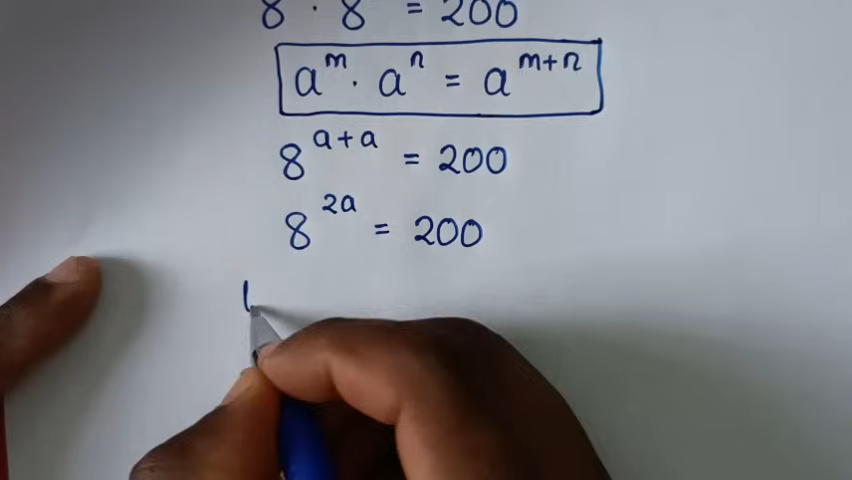 8 · 8 = 200
a^m · a^n = a^{m+n}
8^{a+a} = 200
8^{2a} = 200